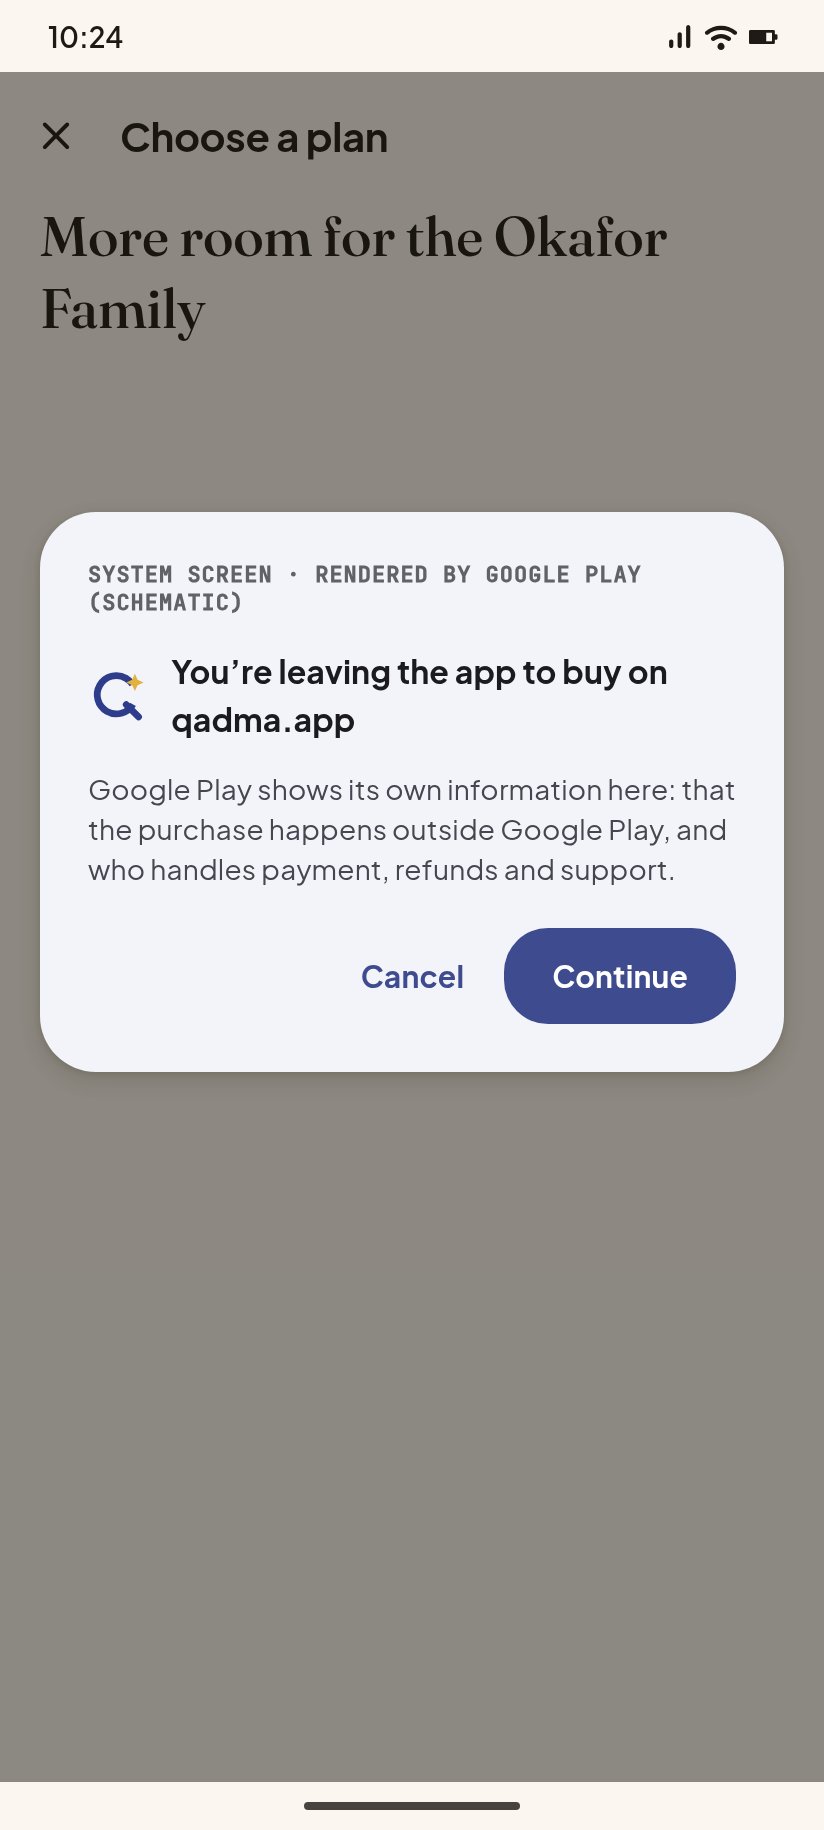 10:24
Choose a plan
More room for the Okafor
Family
SYSTEM SCREEN · RENDERED BY GOOGLE PLAY
(SCHEMATIC)
You’re leaving the app to buy on
qadma.app
Google Play shows its own information here: that
the purchase happens outside Google Play, and
who handles payment, refunds and support.
Cancel
Continue